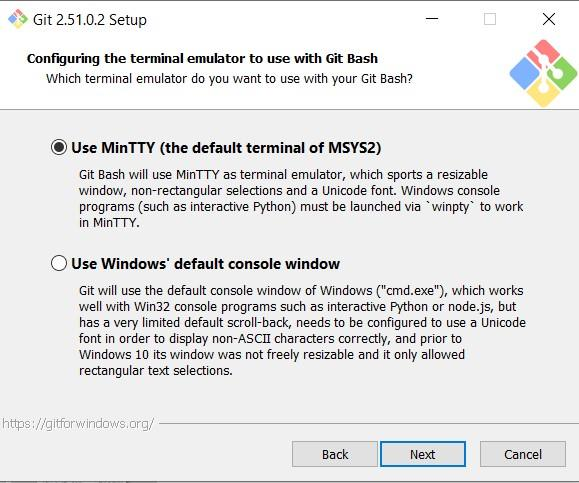 Git 2.51.0.2 Setup
Configuring the terminal emulator to use with Git Bash
Which terminal emulator do you want to use with your Git Bash?
Use MinTTY (the default terminal of MSYS2)
Git Bash will use MinTTY as terminal emulator, which sports a resizable
window, non-rectangular selections and a Unicode font. Windows console
programs (such as interactive Python) must be launched via `winpty` to work
in MinTTY.
Use Windows' default console window
Git will use the default console window of Windows ("cmd.exe"), which works
well with Win32 console programs such as interactive Python or node.js, but
has a very limited default scroll-back, needs to be configured to use a Unicode
font in order to display non-ASCII characters correctly, and prior to
Windows 10 its window was not freely resizable and it only allowed
rectangular text selections.
https://gitforwindows.org/
Back Next Cancel